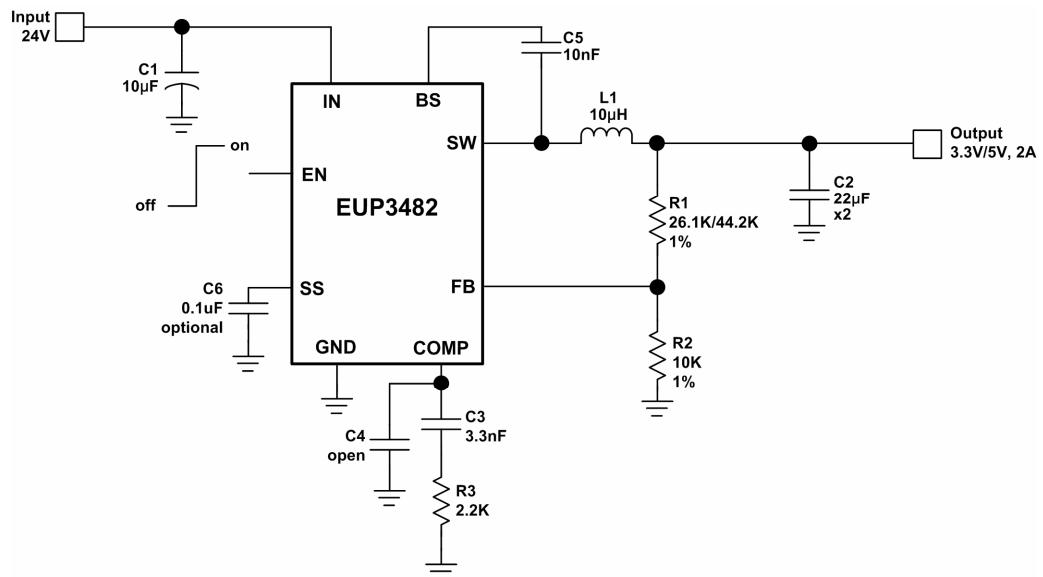 Input
24V
C1
10µF
IN
BS
C5
10nF
L1
10µH
SW
Output
3.3V/5V, 2A
on
off
EN
EUP3482
R1
26.1K/44.2K
1%
C2
22µF
x2
C6
0.1uF
optional
SS
FB
GND
COMP
R2
10K
1%
C4
open
C3
3.3nF
R3
2.2K